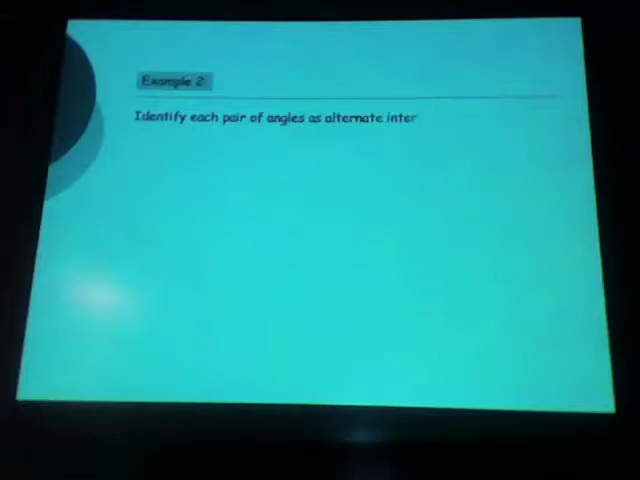 Example 2:
Identify each pair of angles as alternate inter